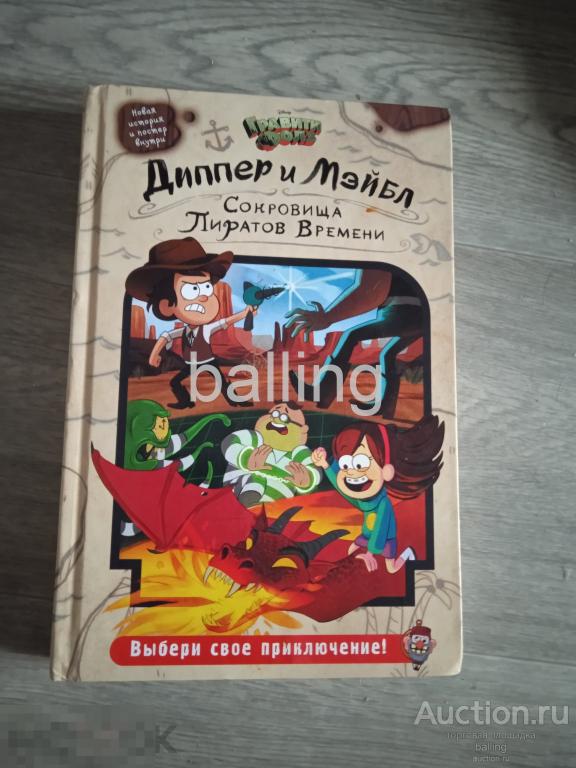 Новая
история
и постер
внутри
Disney
Гравити
Фолз
Диппер и Мэйбл
Сокровища
Пиратов Времени
balling
Выбери свое приключение!
Auction.ru
торговая площадка
balling
auction.ru